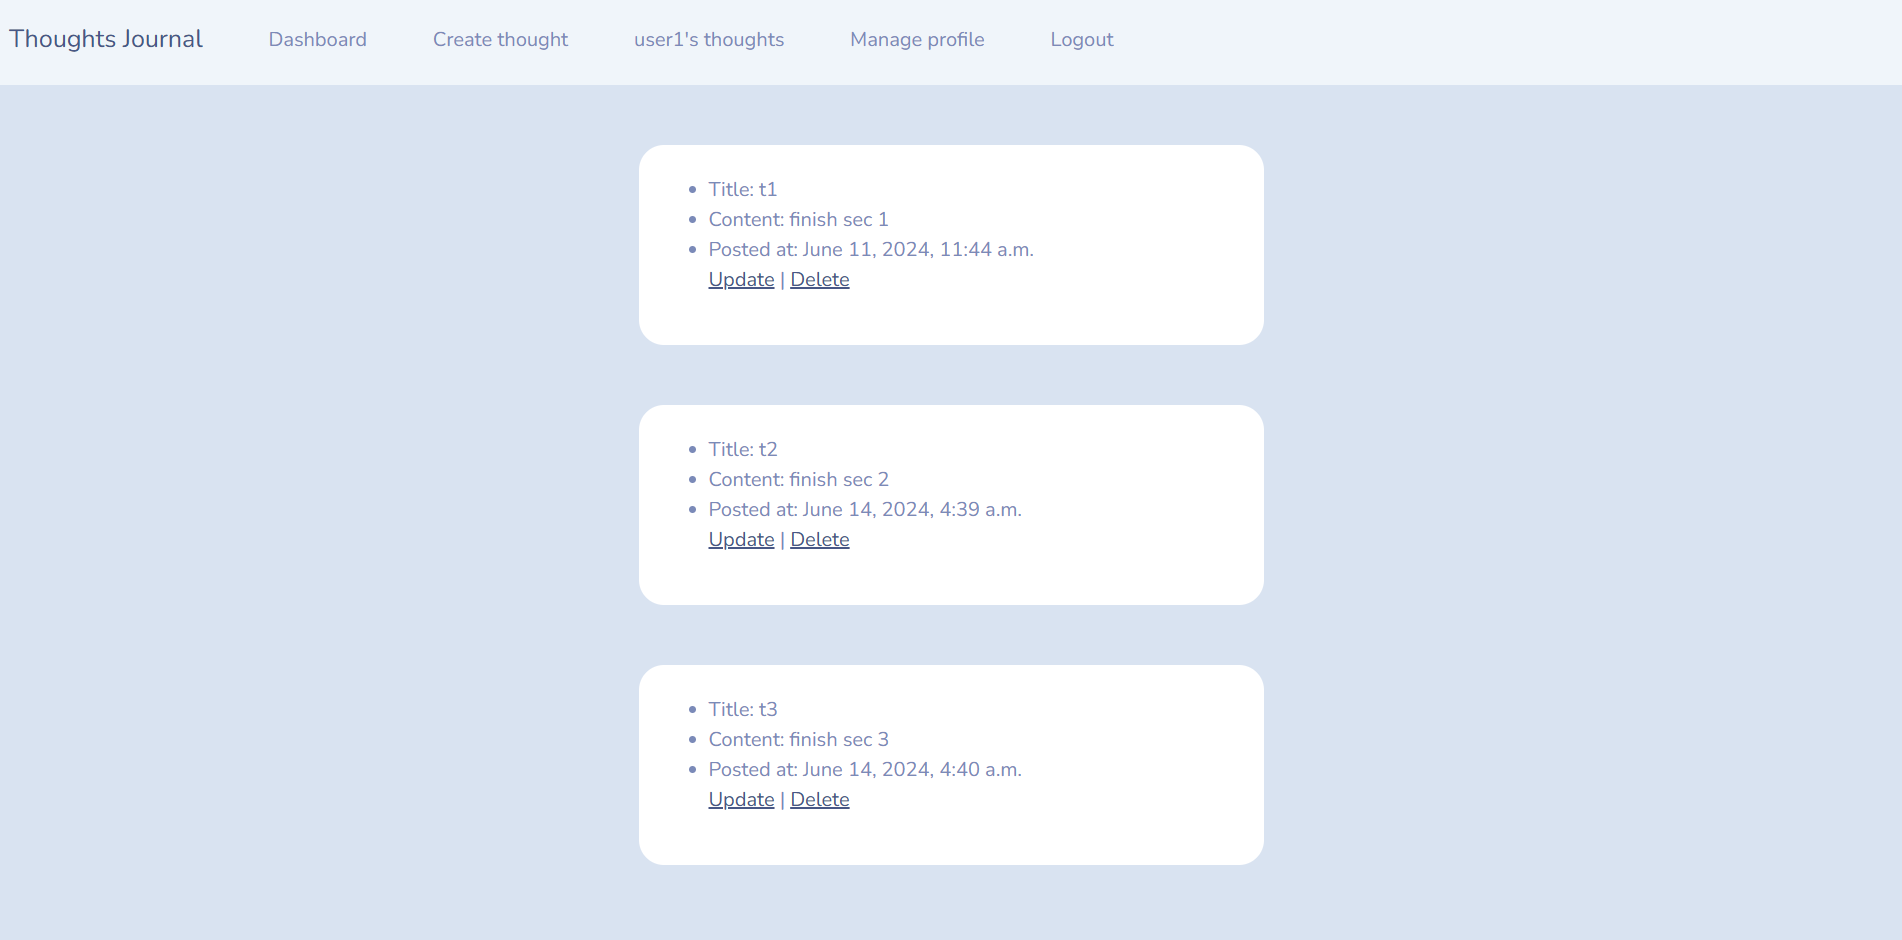 Thoughts Journal Dashboard Create thought user1's thoughts Manage profile Logout
Title: t1
Content: finish sec 1
Posted at: June 11, 2024, 11:44 a.m.
Update | Delete
Title: t2
Content: finish sec 2
Posted at: June 14, 2024, 4:39 a.m.
Update | Delete
Title: t3
Content: finish sec 3
Posted at: June 14, 2024, 4:40 a.m.
Update | Delete